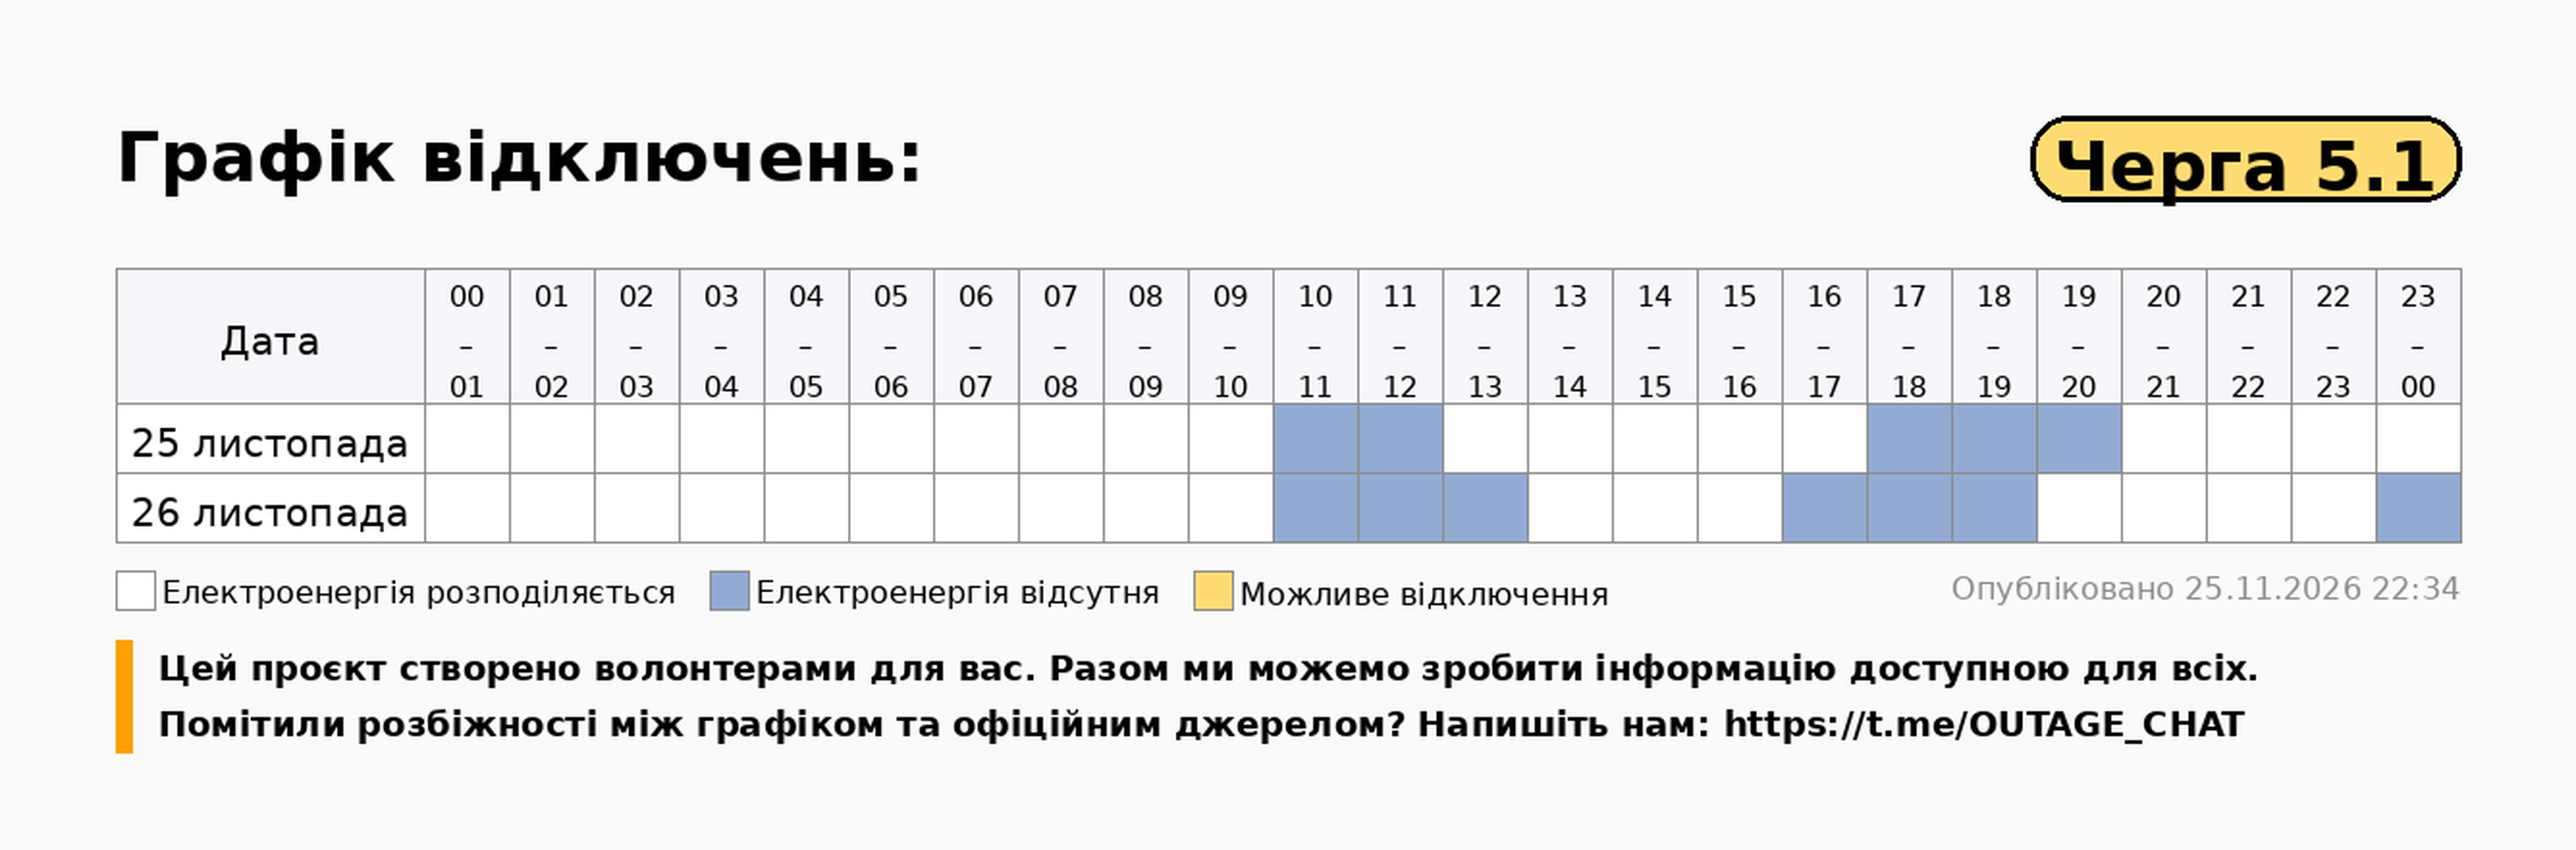 Графік відключень:
Черга 5.1
Дата
00 – 01
01 – 02
02 – 03
03 – 04
04 – 05
05 – 06
06 – 07
07 – 08
08 – 09
09 – 10
10 – 11
11 – 12
12 – 13
13 – 14
14 – 15
15 – 16
16 – 17
17 – 18
18 – 19
19 – 20
20 – 21
21 – 22
22 – 23
23 – 00
25 листопада
26 листопада
Електроенергія розподіляється
Електроенергія відсутня
Можливе відключення
Опубліковано 25.11.2026 22:34
Цей проєкт створено волонтерами для вас. Разом ми можемо зробити інформацію доступною для всіх.
Помітили розбіжності між графіком та офіційним джерелом? Напишіть нам: https://t.me/OUTAGE_CHAT